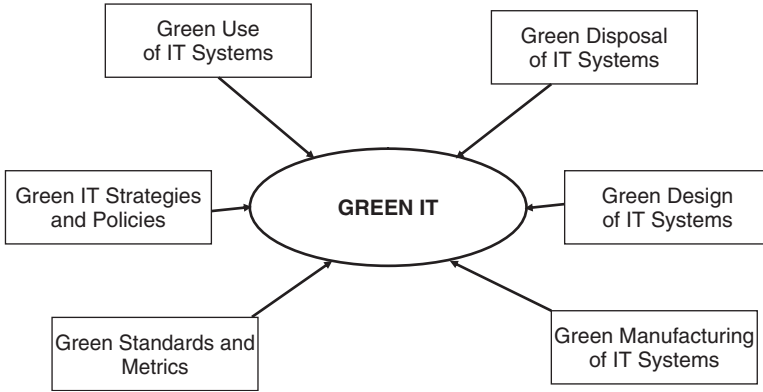 Green Use
of IT Systems
Green Disposal
of IT Systems
Green IT Strategies
and Policies
GREEN IT
Green Design
of IT Systems
Green Standards and
Metrics
Green Manufacturing
of IT Systems